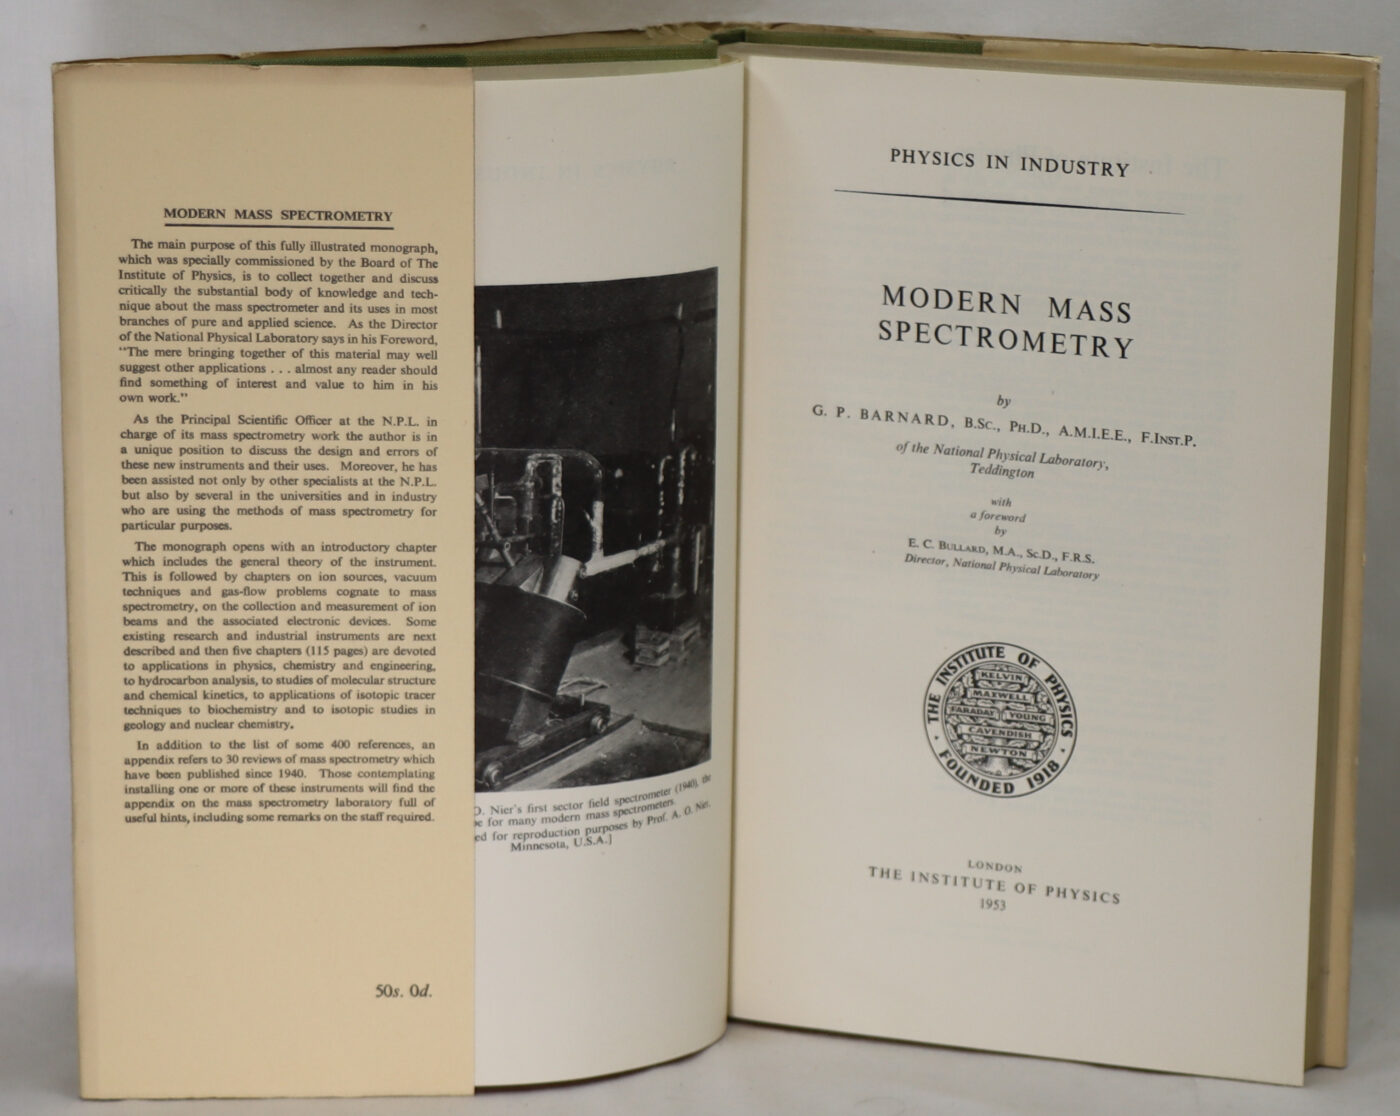 MODERN MASS SPECTROMETRY
The main purpose of this fully illustrated monograph,
which was specially commissioned by the Board of The
Institute of Physics, is to collect together and discuss
critically the substantial body of knowledge and tech-
nique about the mass spectrometer and its uses in most
branches of pure and applied science. As the Director
of the National Physical Laboratory says in his Foreword,
"The mere bringing together of this material may well
suggest other applications . . . almost any reader should
find something of interest and value to him in his
own work."
As the Principal Scientific Officer at the N.P.L. in
charge of its mass spectrometry work the author is in
a unique position to discuss the design and errors of
these new instruments and their uses. Moreover, he has
been assisted not only by other specialists at the N.P.L.
but also by several in the universities and in industry
who are using the methods of mass spectrometry for
particular purposes.
The monograph opens with an introductory chapter
which includes the general theory of the instrument.
This is followed by chapters on ion sources, vacuum
techniques and gas-flow problems cognate to mass
spectrometry, on the collection and measurement of ion
beams and the associated electronic devices. Some
existing research and industrial instruments are next
described and then five chapters (115 pages) are devoted
to applications in physics, chemistry and engineering,
to hydrocarbon analysis, to studies of molecular structure
and chemical kinetics, to applications of isotopic tracer
techniques to biochemistry and to isotopic studies in
geology and nuclear chemistry.
In addition to the list of some 400 references, an
appendix refers to 30 reviews of mass spectrometry which
have been published since 1940. Those contemplating
installing one or more of these instruments will find the
appendix on the mass spectrometry laboratory full of
useful hints, including some remarks on the staff required.
50s. 0d.
O. Nier's first sector field spectrometer (1940), the
for many modern mass spectrometers.
for reproduction purposes by Prof. A. O. Nier,
Minnesota, U.S.A.]
PHYSICS IN INDUSTRY
MODERN MASS
SPECTROMETRY
by
G. P. BARNARD, B.Sc., Ph.D., A.M.I.E.E., F.Inst.P.
of the National Physical Laboratory,
Teddington
with
a foreword
by
E. C. Bullard, M.A., Sc.D., F.R.S.
Director, National Physical Laboratory
THE INSTITUTE OF PHYSICS
KELVIN
MAXWELL
FARADAY YOUNG
CAVENDISH
NEWTON
FOUNDED 1918
LONDON
THE INSTITUTE OF PHYSICS
1953